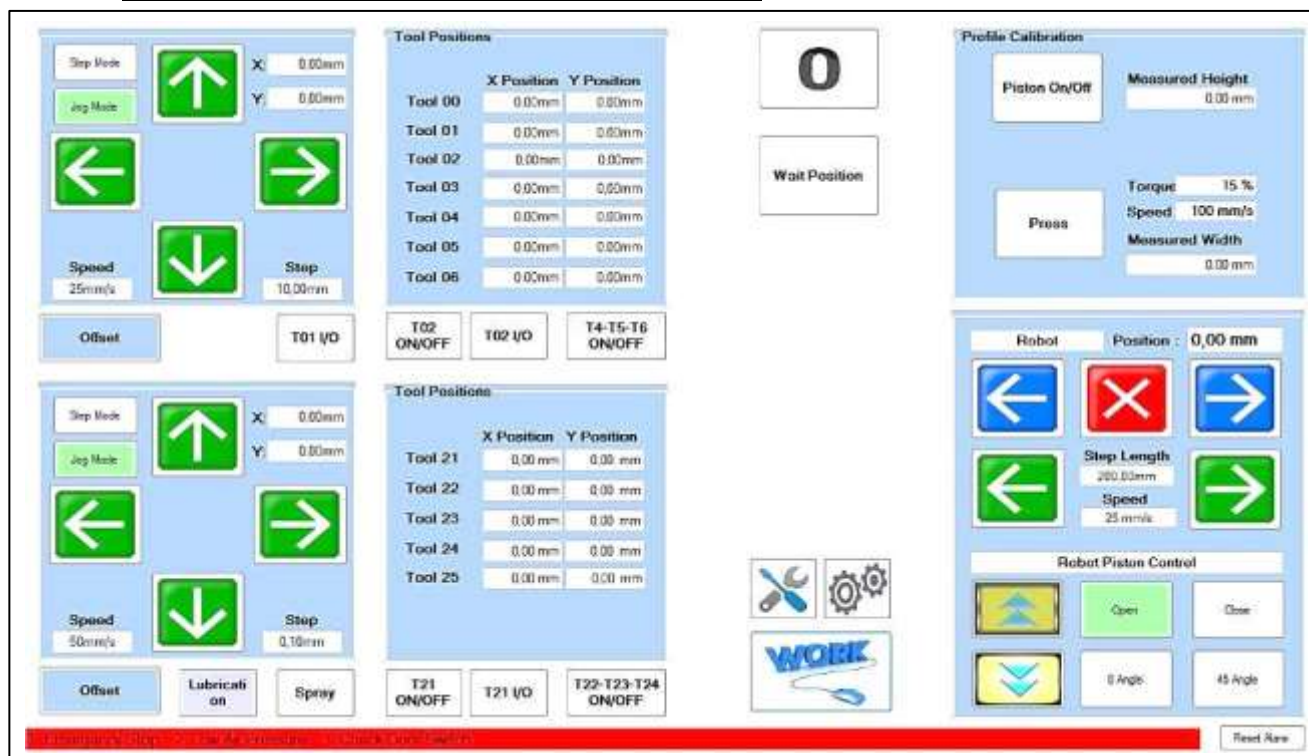 Step Mode
Jog Mode
X: 0.00mm
Y: 0.00mm
Speed
25mm/s
Step
10,00mm
Offset
T01 I/O
Tool Positions
X Position Y Position
Tool 00 0.00mm 0.00mm
Tool 01 0.00mm 0.00mm
Tool 02 0.00mm 0.00mm
Tool 03 0.00mm 0,00mm
Tool 04 0.00mm 0.00mm
Tool 05 0.00mm 0.00mm
Tool 06 0.00mm 0.00mm
T02
ON/OFF
T02 I/O
T4-T5-T6
ON/OFF
Step Mode
Jog Mode
X: 0.00mm
Y: 0.00mm
Speed
50mm/s
Step
0,10mm
Offset
Lubricati
on
Spray
Tool Positions
X Position Y Position
Tool 21 0,00 mm 0.00 mm
Tool 22 0,00 mm 0.00 mm
Tool 23 0,00 mm 0.00 mm
Tool 24 0,00 mm 0.00 mm
Tool 25 0,00 mm 0,00 mm
T21
ON/OFF
T21 I/O
T22-T23-T24
ON/OFF
0
Wait Position
WORK
Profile Calibration
Piston On/Off
Measured Height
0.00 mm
Press
Torque 15 %
Speed 100 mm/s
Measured Width
0.00 mm
Robot
Position : 0,00 mm
Step Length
200.00mm
Speed
25 mm/s
Robot Piston Control
Open
Close
0 Angle
45 Angle
Emergency Stop
Low Air Pressure
Reset Alarm